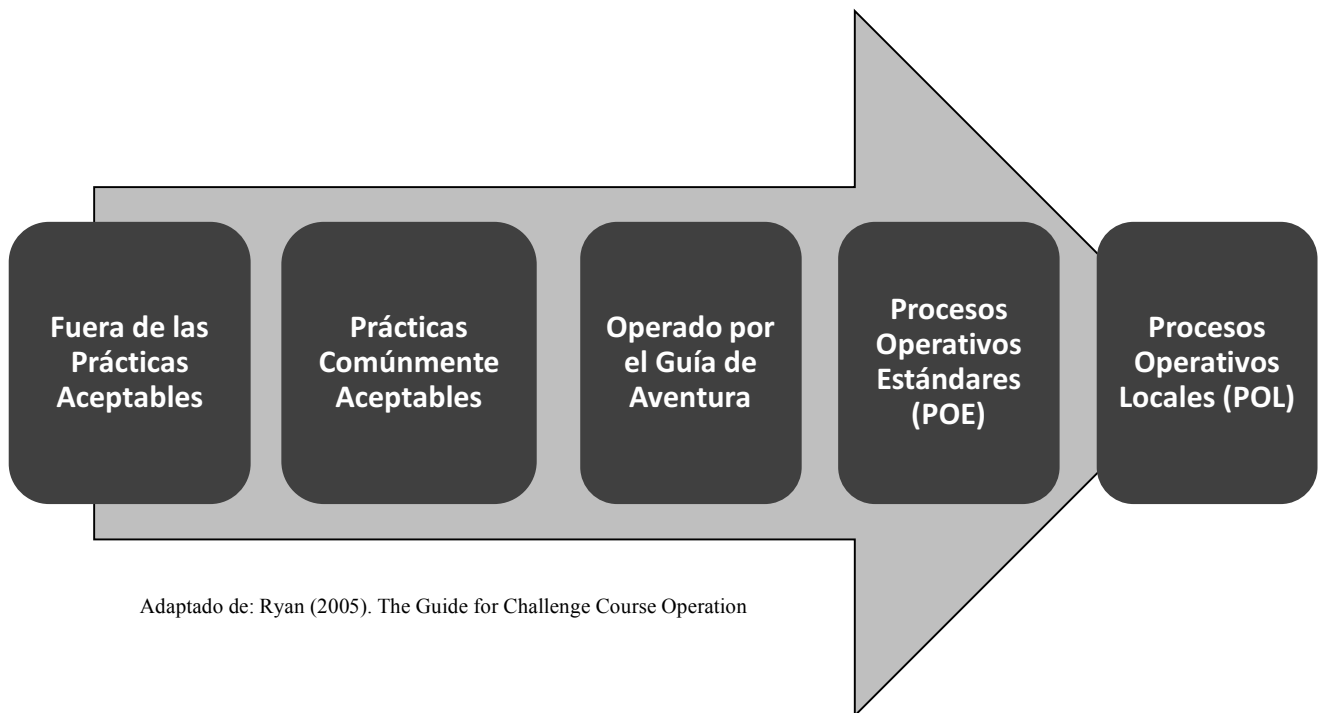 Fuera de las
Prácticas
Aceptables
Prácticas
Comúnmente
Aceptables
Operado por
el Guía de
Aventura
Procesos
Operativos
Estándares
(POE)
Procesos
Operativos
Locales (POL)
Adaptado de: Ryan (2005). The Guide for Challenge Course Operation